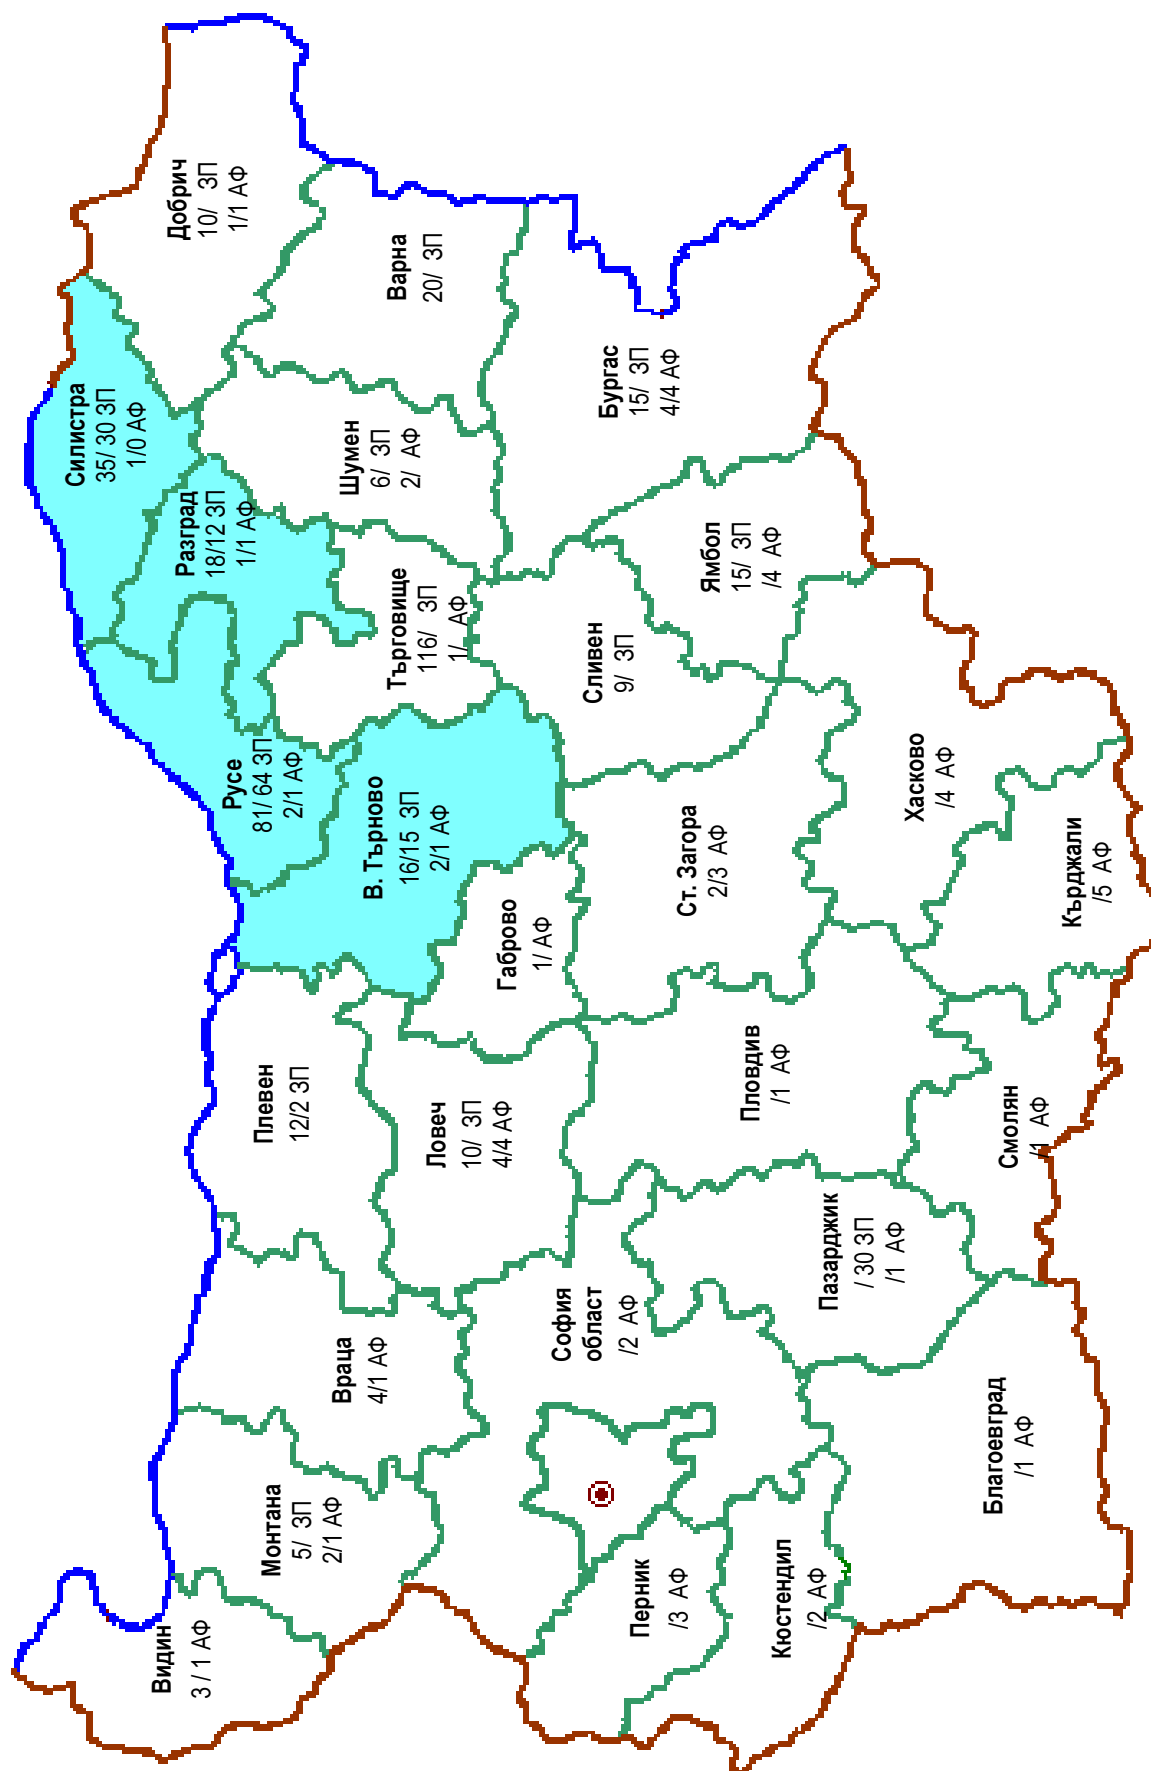 Видин
3 / 1 АФ
Монтана
5/ ЗП
2/1 АФ
Враца
4/1 АФ
Плевен
12/2 ЗП
Ловеч
10/ ЗП
4/4 АФ
В. Търново
16/15 ЗП
2/1 АФ
Габрово
1/ АФ
Русе
81/ 64 ЗП
2/1 АФ
Разград
18/12 ЗП
1/1 АФ
Силистра
35/ 30 ЗП
1/0 АФ
Добрич
10/ ЗП
1/1 АФ
Варна
20/ ЗП
Шумен
6/ ЗП
2/ АФ
Търговище
116/ ЗП
1/ АФ
Бургас
15/ ЗП
4/4 АФ
Ямбол
15/ ЗП
/4 АФ
Сливен
9/ ЗП
Ст. Загора
2/3 АФ
Хасково
/4 АФ
Кърджали
/5 АФ
Пловдив
/1 АФ
Смолян
/1 АФ
Пазарджик
/ 30 ЗП
/1 АФ
София
област
/2 АФ
Перник
/3 АФ
Кюстендил
/2 АФ
Благоевград
/1 АФ